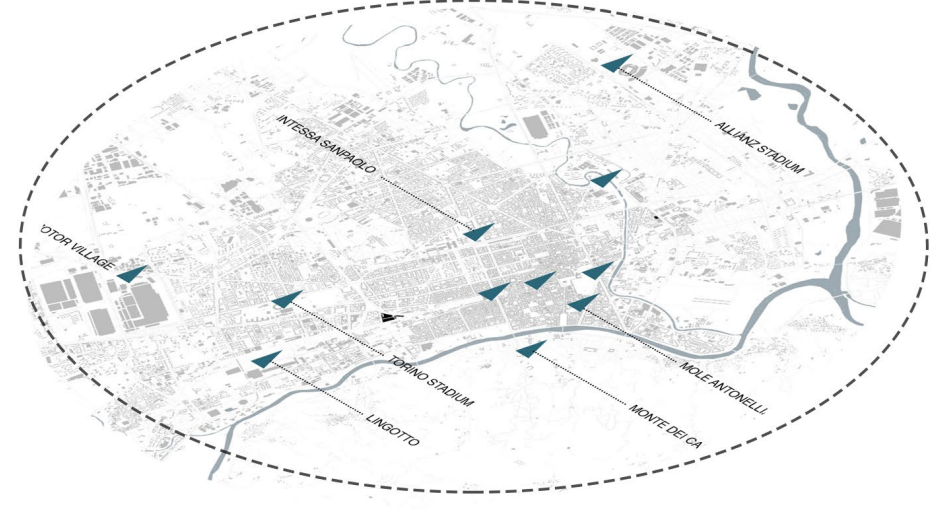 ALLIANZ STADIUM
INTESSA SANPAOLO
OTOR VILLAGE
TORINO STADIUM
MOLE ANTONELLI
LINGOTTO
MONTE DEI CA